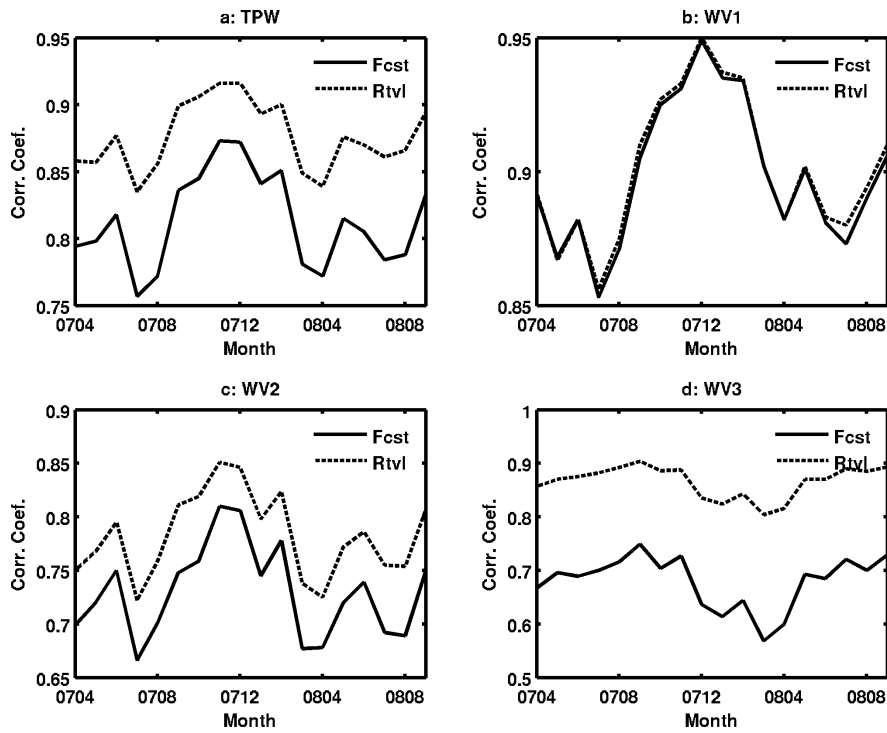 a: TPW
0.95
0.9
0.85
0.8
0.75
Corr. Coef.
Fcst
Rtvl
0704
0708
0712
0804
0808
Month
b: WV1
0.95
0.9
0.85
Corr. Coef.
Fcst
Rtvl
0704
0708
0712
0804
0808
Month
c: WV2
0.9
0.85
0.8
0.75
0.7
0.65
Corr. Coef.
Fcst
Rtvl
0704
0708
0712
0804
0808
Month
d: WV3
1
0.9
0.8
0.7
0.6
0.5
Corr. Coef.
Fcst
Rtvl
0704
0708
0712
0804
0808
Month